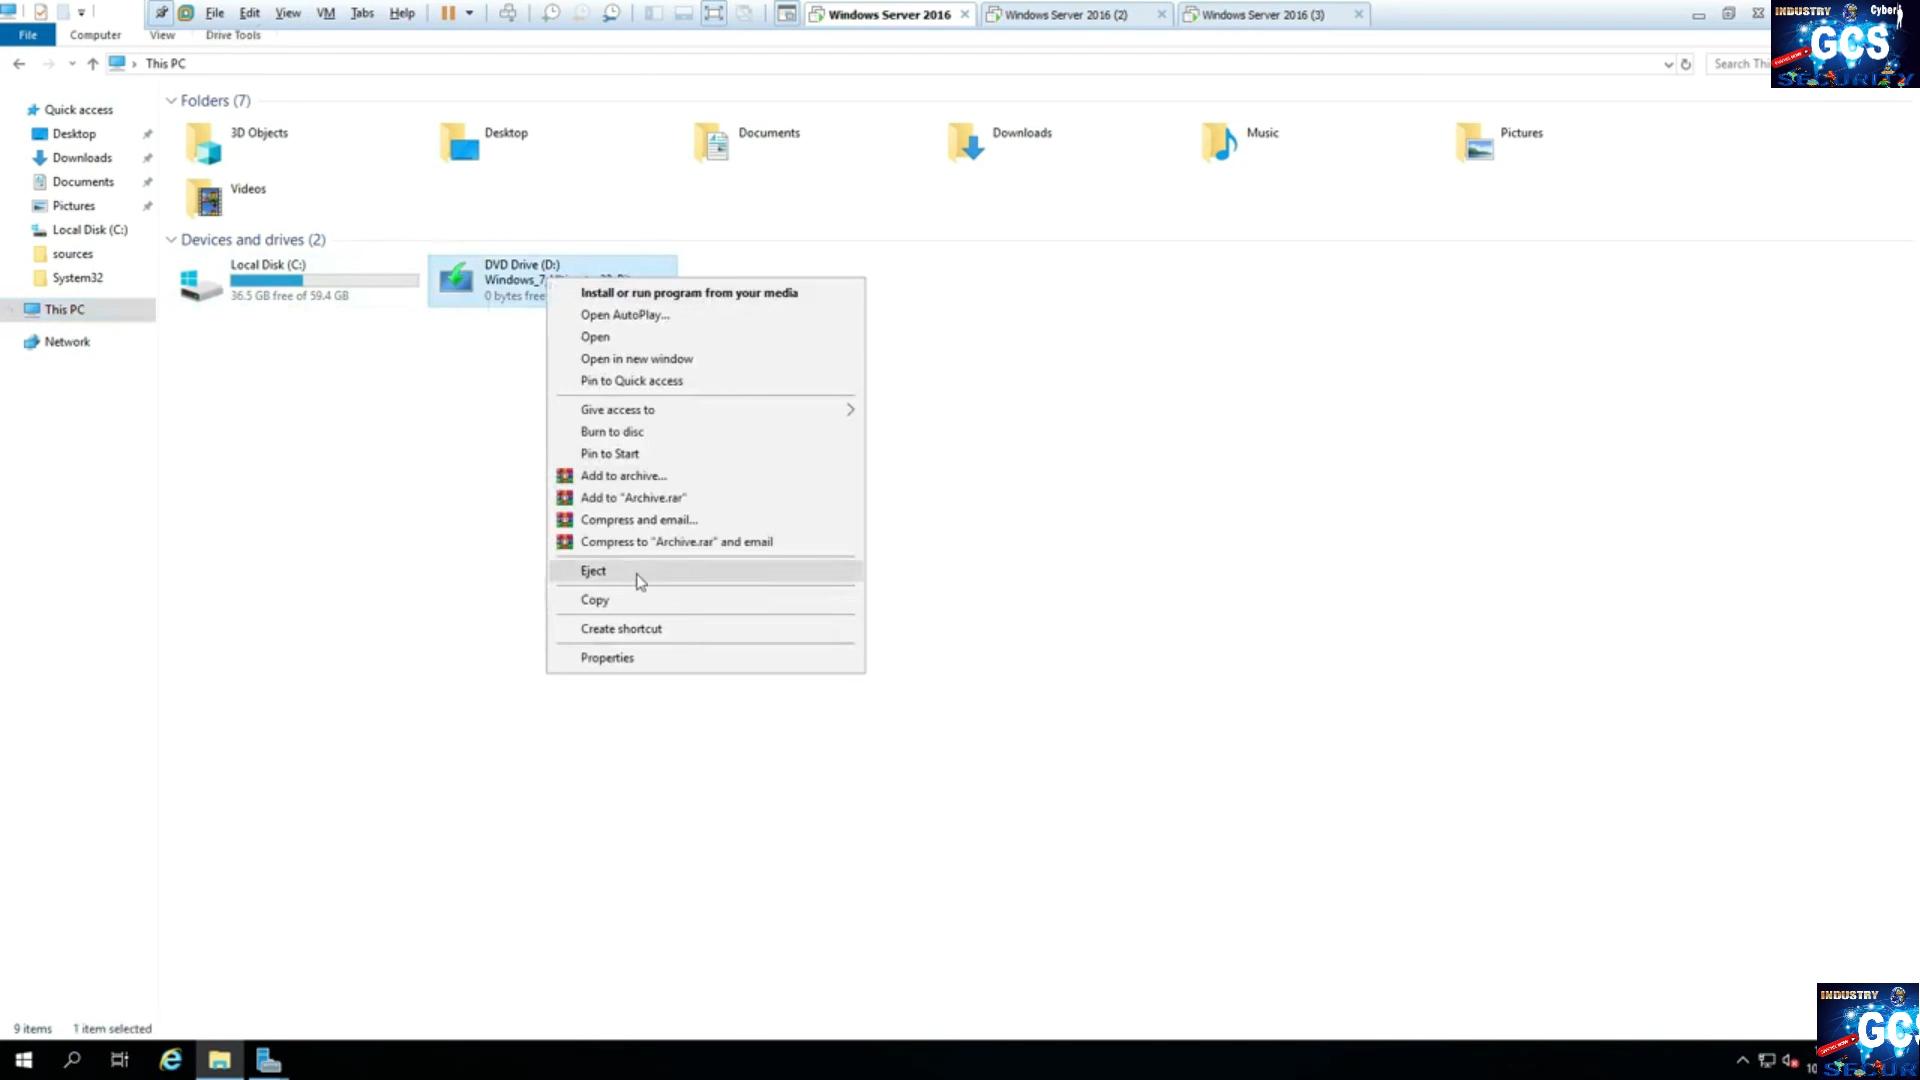 File Edit View VM Tabs Help
Windows Server 2016
Windows Server 2016 (2)
Windows Server 2016 (3)
File Computer View Drive Tools
This PC
Search Th
INDUSTRY Cyber
GCS
SECURITY
Quick access
Desktop
Downloads
Documents
Pictures
Local Disk (C:)
sources
System32
This PC
Network
Folders (7)
3D Objects
Desktop
Documents
Downloads
Music
Pictures
Videos
Devices and drives (2)
Local Disk (C:)
36.5 GB free of 59.4 GB
DVD Drive (D:)
Windows_7
0 bytes free
Install or run program from your media
Open AutoPlay...
Open
Open in new window
Pin to Quick access
Give access to
Burn to disc
Pin to Start
Add to archive...
Add to "Archive.rar"
Compress and email...
Compress to "Archive.rar" and email
Eject
Copy
Create shortcut
Properties
9 items 1 item selected
10
INDUSTRY
GCS
SECUR